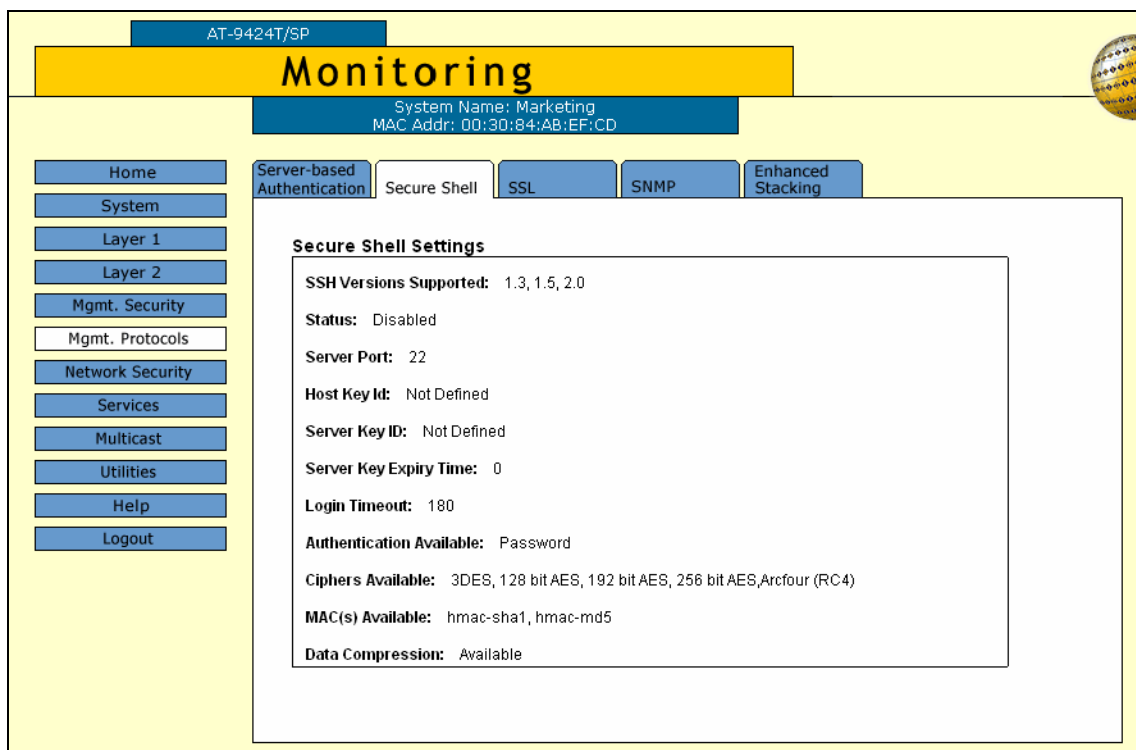 AT-9424T/SP
Monitoring
System Name: Marketing
MAC Addr: 00:30:84:AB:EF:CD
Home
System
Layer 1
Layer 2
Mgmt. Security
Mgmt. Protocols
Network Security
Services
Multicast
Utilities
Help
Logout
Server-based
Authentication
Secure Shell
SSL
SNMP
Enhanced
Stacking
Secure Shell Settings
SSH Versions Supported: 1.3, 1.5, 2.0
Status: Disabled
Server Port: 22
Host Key Id: Not Defined
Server Key ID: Not Defined
Server Key Expiry Time: 0
Login Timeout: 180
Authentication Available: Password
Ciphers Available: 3DES, 128 bit AES, 192 bit AES, 256 bit AES,Arcfour (RC4)
MAC(s) Available: hmac-sha1, hmac-md5
Data Compression: Available